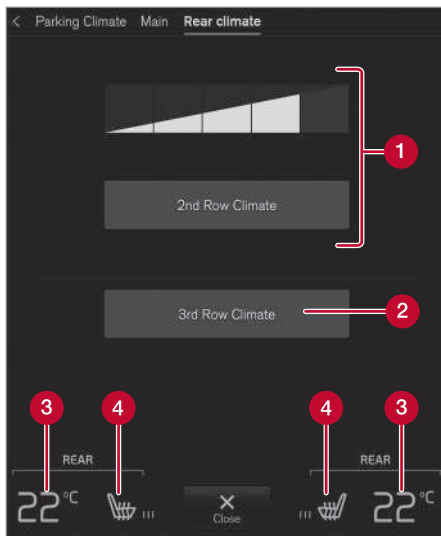 Parking Climate Main Rear climate
1
2nd Row Climate
3rd Row Climate
2
3 4 4 3
REAR REAR
22°C 22°C
Close